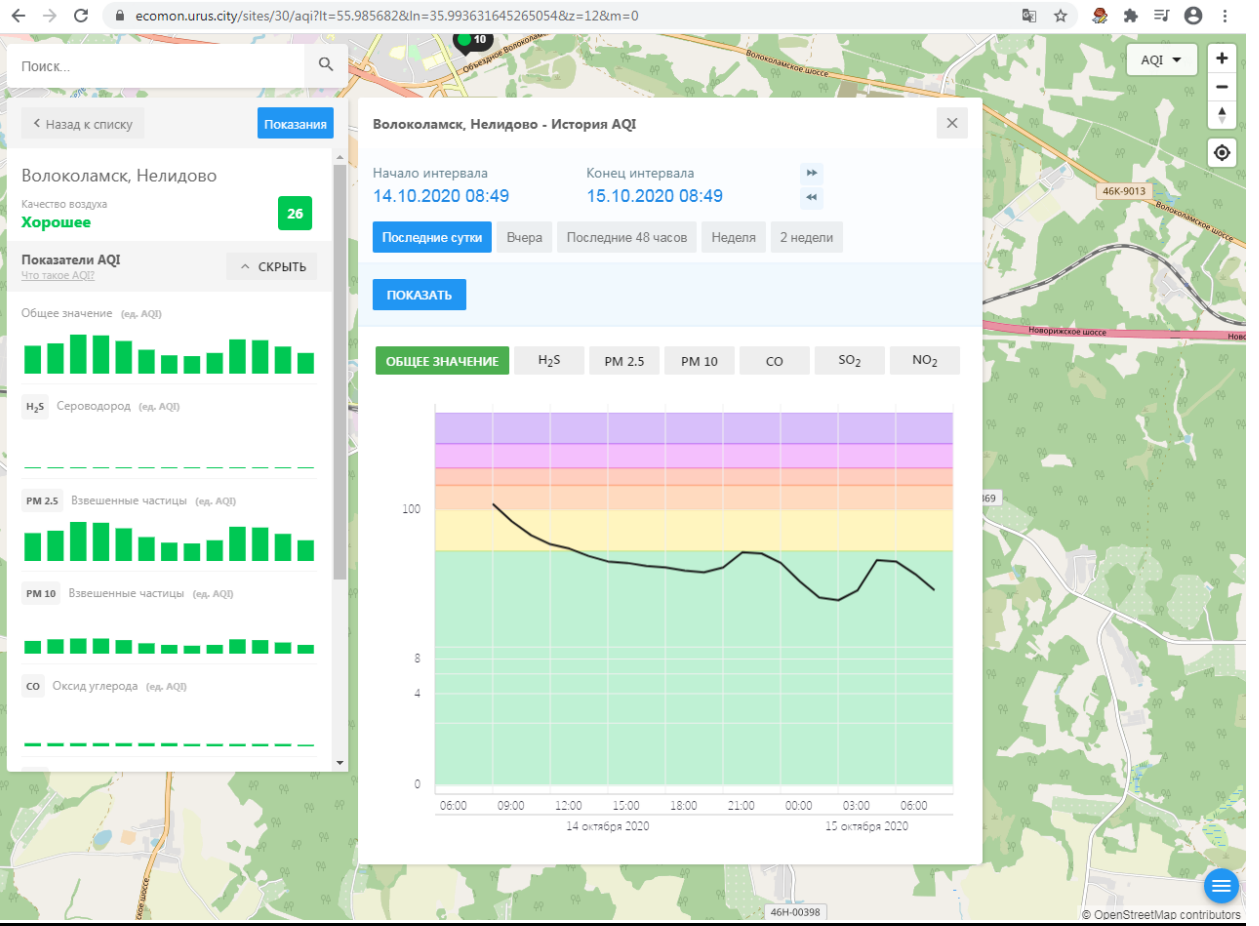 ecomon.urus.city/sites/30/aqi?lt=55.985682&ln=35.993631645265054&z=12&m=0
10
Объездное Волоколамс
Волоколамское шоссе
Поиск...
AQI
Назад к списку
Показания
Волоколамск, Нелидово - История AQI
Волоколамск, Нелидово
Качество воздуха
Хорошее
26
Начало интервала
Конец интервала
14.10.2020 08:49
15.10.2020 08:49
46К-9013
Волоколамское шоссе
Последние сутки
Вчера
Последние 48 часов
Неделя
2 недели
Показатели AQI
Что такое AQI?
СКРЫТЬ
ПОКАЗАТЬ
Общее значение (ед. AQI)
Новорижское шоссе
Ново
ОБЩЕЕ ЗНАЧЕНИЕ
H₂S
PM 2.5
PM 10
CO
SO₂
NO₂
H₂S Сероводород (ед. AQI)
PM 2.5 Взвешенные частицы (ед. AQI)
369
100
PM 10 Взвешенные частицы (ед. AQI)
8
CO Оксид углерода (ед. AQI)
4
0
06:00 09:00 12:00 15:00 18:00 21:00 00:00 03:00 06:00
14 октября 2020
15 октября 2020
ское шоссе
46Н-00398
© OpenStreetMap contributors